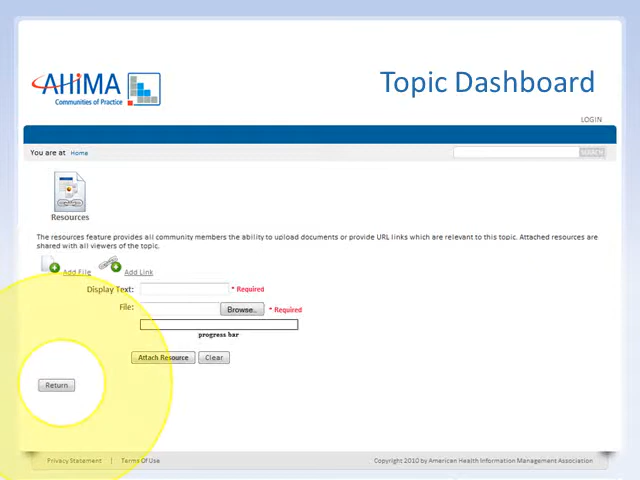 AHIMA
Communities of Practice
Topic Dashboard
LOGIN
You are at Home
SEARCH
Resources
The resources feature provides all community members the ability to upload documents or provide URL links which are relevant to this topic. Attached resources are
shared with all viewers of the topic.
Add File Add Link
Display Text: * Required
File: Browse.. * Required
progress bar
Attach Resource Clear
Return
Privacy Statement | Terms Of Use Copyright 2010 by American Health Information Management Association